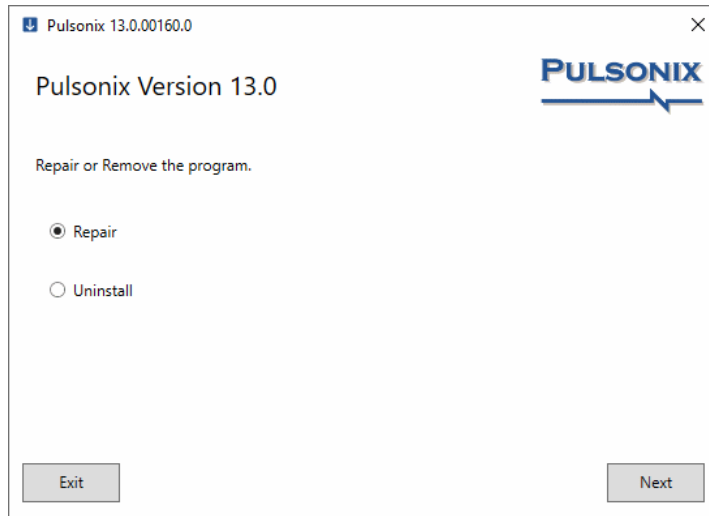 Pulsonix 13.0.00160.0
Pulsonix Version 13.0
PULSONIX
Repair or Remove the program.
Repair
Uninstall
Exit
Next